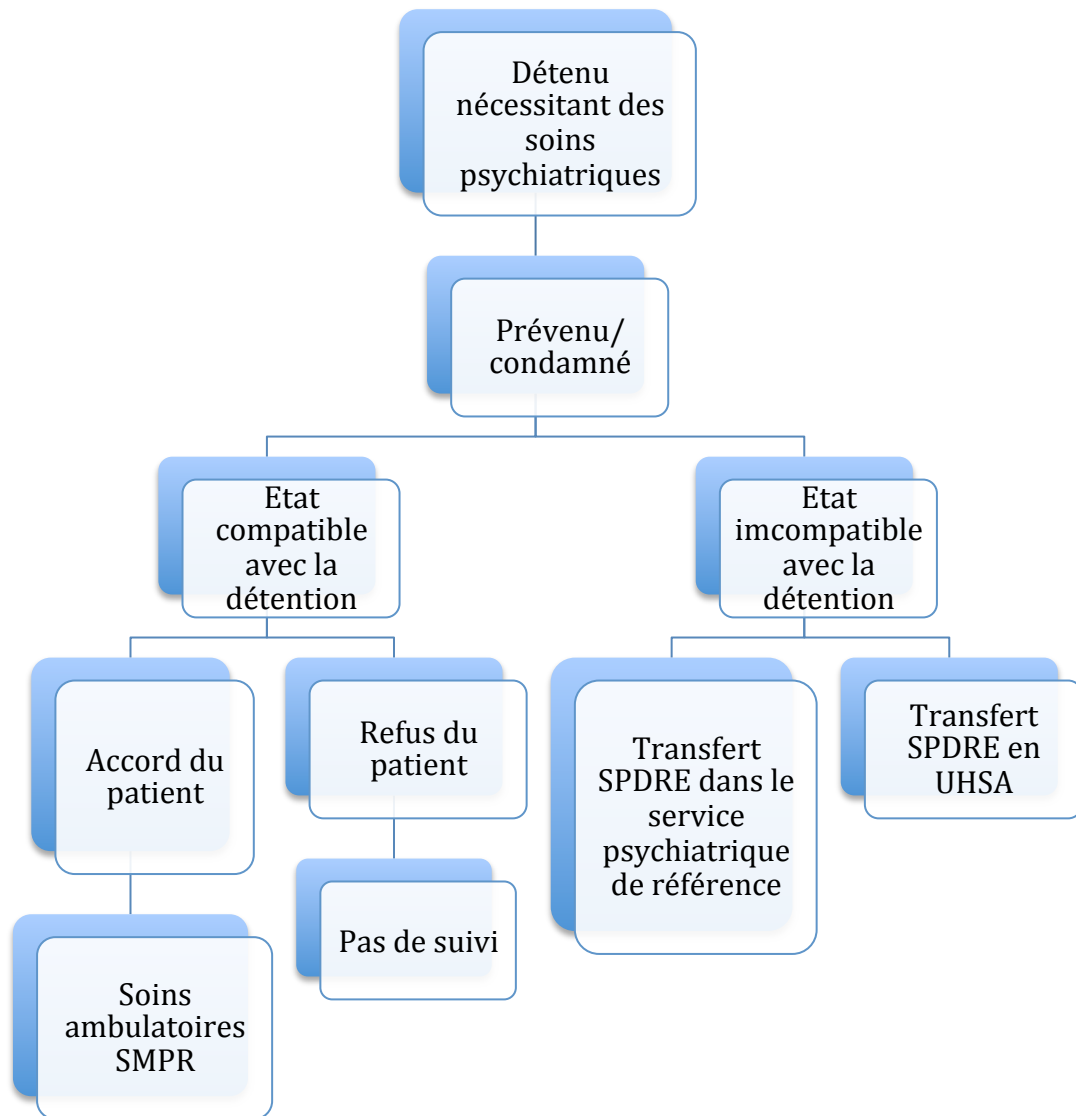 Détenu
nécessitant des
soins
psychiatriques
Prévenu/
condamné
Etat
compatible
avec la
détention
Etat
imcompatible
avec la
détention
Accord du
patient
Refus du
patient
Transfert
SPDRE dans le
service
psychiatrique
de référence
Transfert
SPDRE en
UHSA
Soins
ambulatoires
SMPR
Pas de suivi